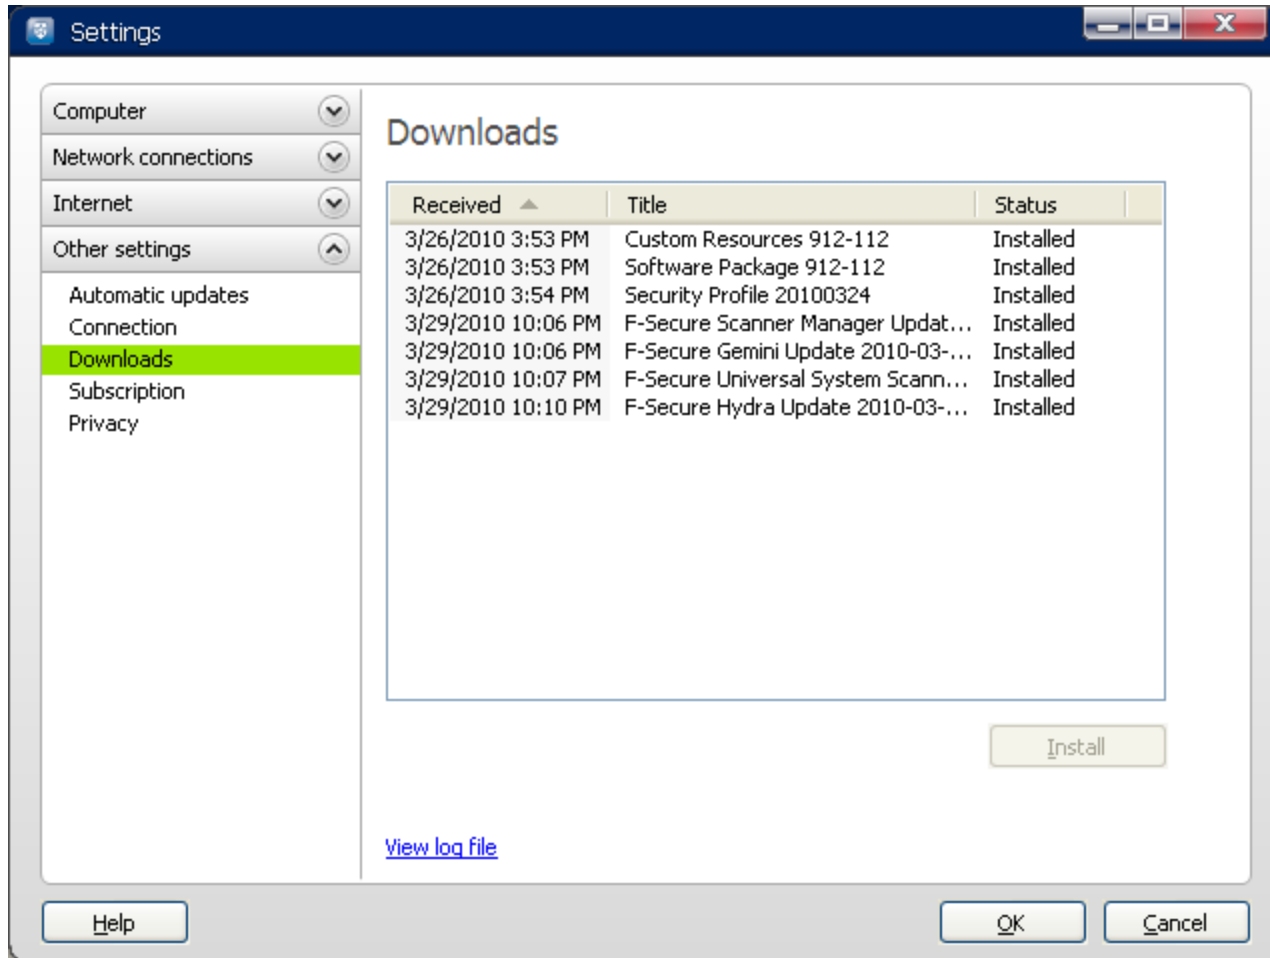 Settings
Computer
Network connections
Internet
Other settings
Automatic updates
Connection
Downloads
Subscription
Privacy
Downloads
Received Title Status
3/26/2010 3:53 PM Custom Resources 912-112 Installed
3/26/2010 3:53 PM Software Package 912-112 Installed
3/26/2010 3:54 PM Security Profile 20100324 Installed
3/29/2010 10:06 PM F-Secure Scanner Manager Updat... Installed
3/29/2010 10:06 PM F-Secure Gemini Update 2010-03-... Installed
3/29/2010 10:07 PM F-Secure Universal System Scann... Installed
3/29/2010 10:10 PM F-Secure Hydra Update 2010-03-... Installed
Install
View log file
Help OK Cancel